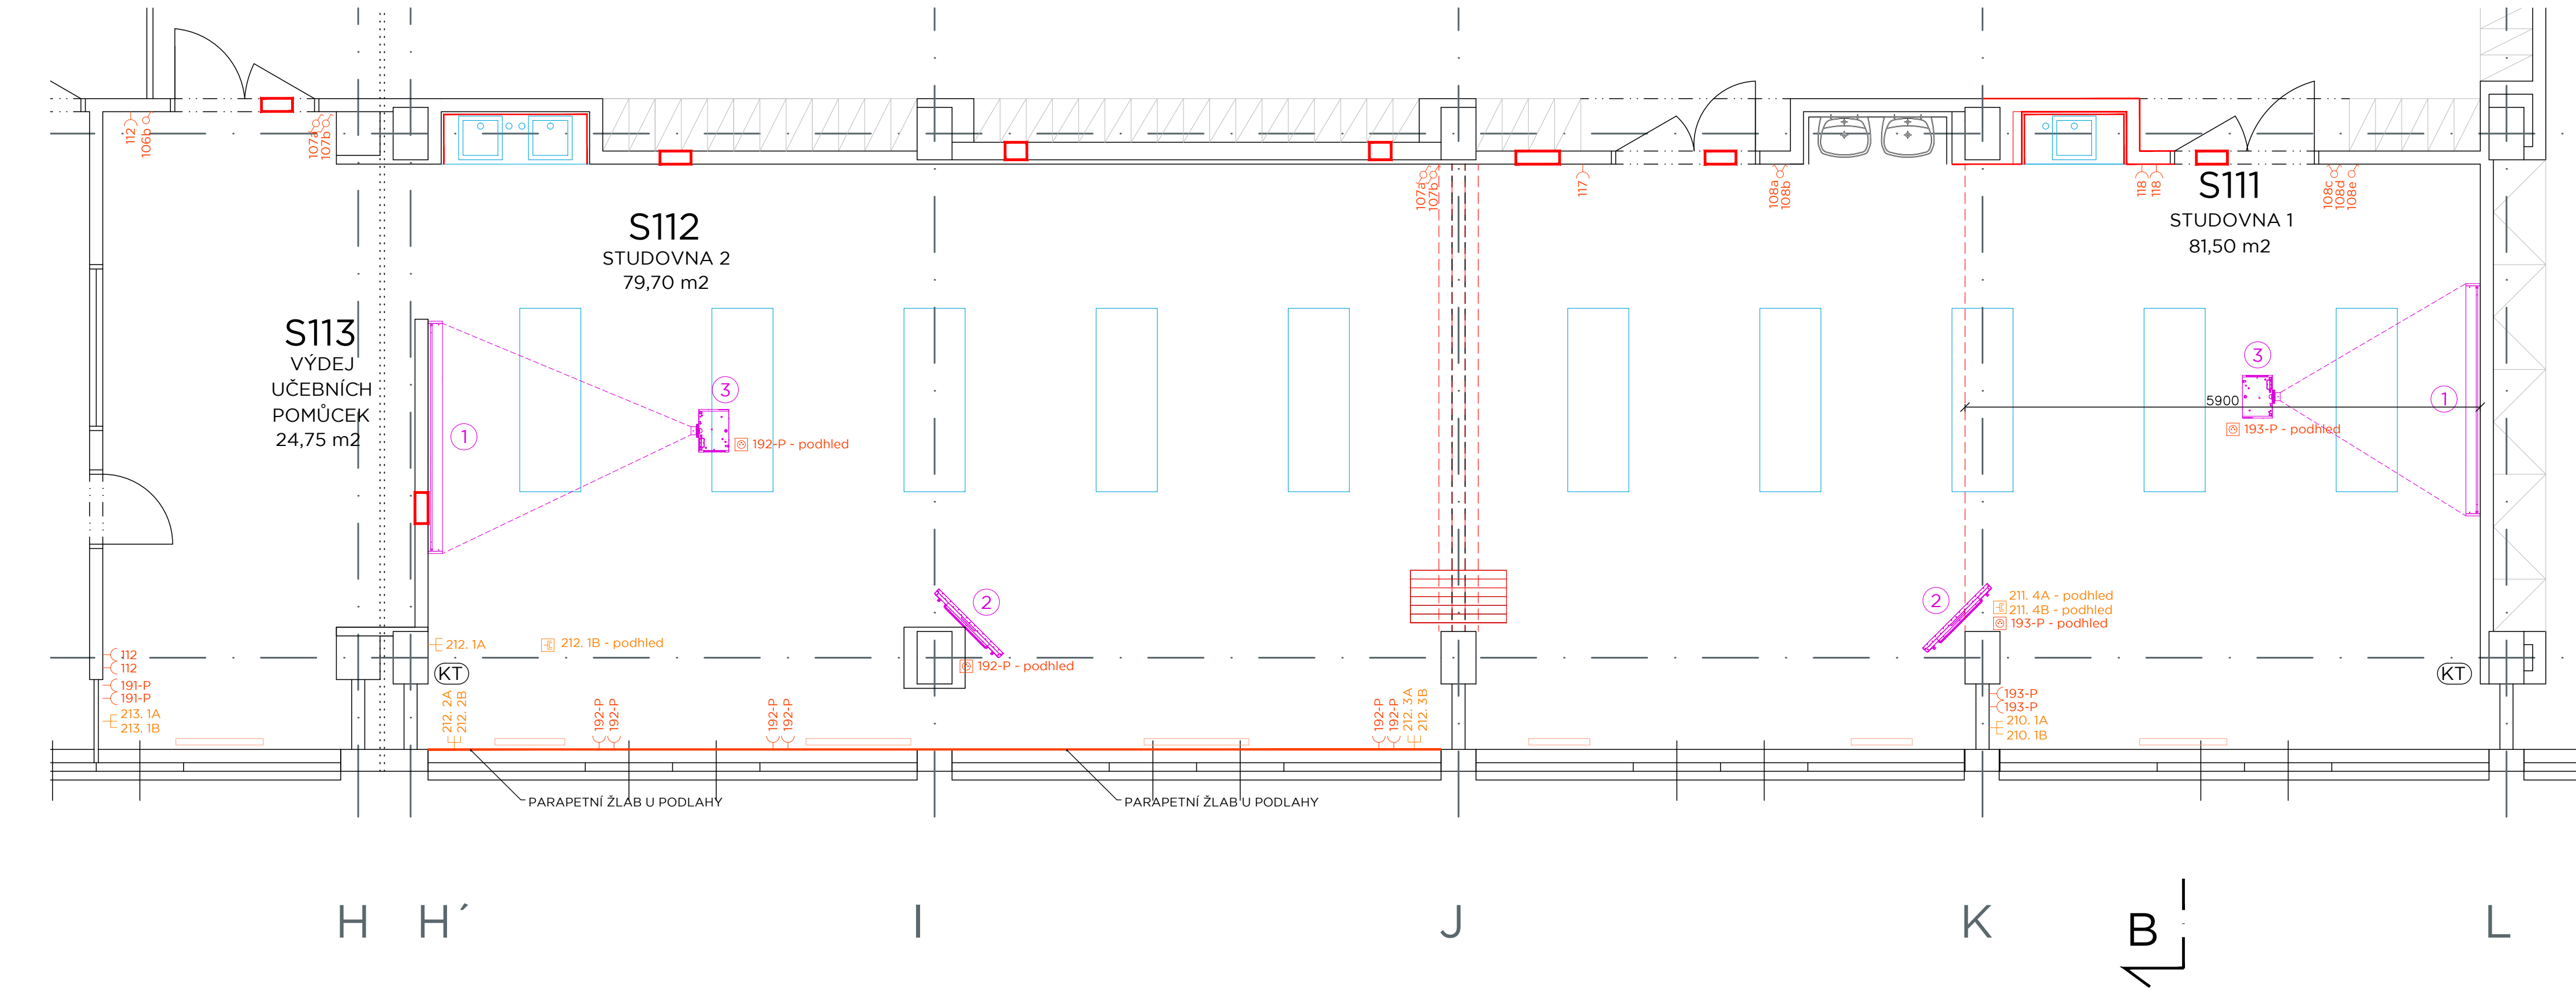 112
106b
107a
107b
107a
107b
117
108a
108b
118
118
108c
108d
108e
S111
STUDOVNA 1
81,50 m2
S112
STUDOVNA 2
79,70 m2
S113
VÝDEJ
UČEBNÍCH
POMŮCEK
24,75 m2
1
3
192-P - podhled
3
5900
1
193-P - podhled
2
192-P - podhled
2
211. 4A - podhled
211. 4B - podhled
193-P - podhled
212. 1A
212. 1B - podhled
KT
KT
112
112
191-P
191-P
213. 1A
213. 1B
212. 2A
212. 2B
192-P
192-P
192-P
192-P
192-P
192-P
212. 3A
212. 3B
193-P
193-P
210. 1A
210. 1B
PARAPETNÍ ŽLAB U PODLAHY
PARAPETNÍ ŽLAB U PODLAHY
H
H´
I
J
K
L
B